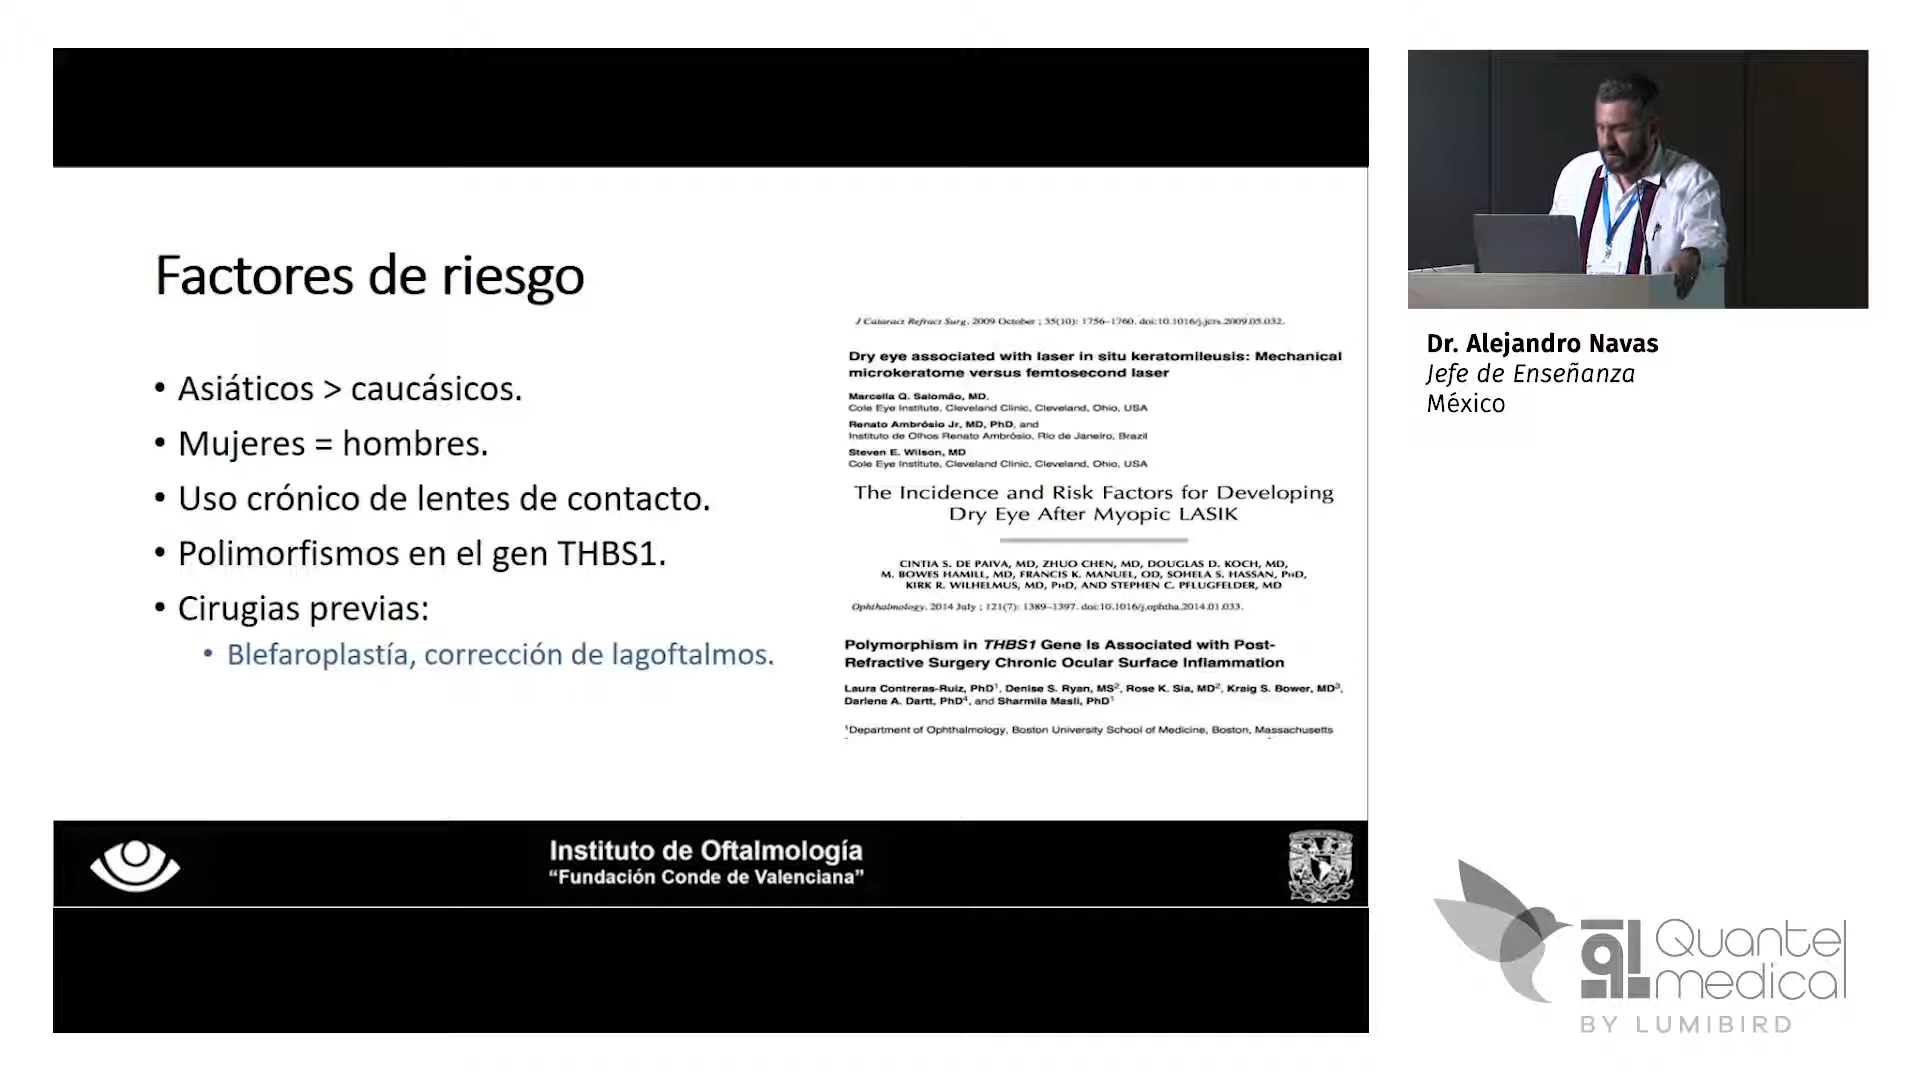 Factores de riesgo
• Asiáticos > caucásicos.
• Mujeres = hombres.
• Uso crónico de lentes de contacto.
• Polimorfismos en el gen THBS1.
• Cirugias previas:
• Blefaroplastía, corrección de lagoftalmos.
J Cataract Refract Surg. 2009 October ; 35(10): 1756–1760. doi:10.1016/j.jcrs.2009.05.032.
Dry eye associated with laser in situ keratomileusis: Mechanical
microkeratome versus femtosecond laser
Marcella Q. Salomão, MD,
Cole Eye Institute, Cleveland Clinic, Cleveland, Ohio, USA
Renato Ambrósio Jr, MD, PhD, and
Instituto de Olhos Renato Ambrósio, Rio de Janeiro, Brazil
Steven E. Wilson, MD
Cole Eye Institute, Cleveland Clinic, Cleveland, Ohio, USA
The Incidence and Risk Factors for Developing
Dry Eye After Myopic LASIK
CINTIA S. DE PAIVA, MD, ZHUO CHEN, MD, DOUGLAS D. KOCH, MD,
M. BOWES HAMILL, MD, FRANCIS K. MANUEL, OD, SOHELA S. HASSAN, PHD,
KIRK R. WILHELMUS, MD, PHD, AND STEPHEN C. PFLUGFELDER, MD
Ophthalmology. 2014 July ; 121(7): 1389–1397. doi:10.1016/j.ophtha.2014.01.033.
Polymorphism in THBS1 Gene Is Associated with Post-
Refractive Surgery Chronic Ocular Surface Inflammation
Laura Contreras-Ruiz, PhD1, Denise S. Ryan, MS2, Rose K. Sia, MD2, Kraig S. Bower, MD3,
Darlene A. Dartt, PhD4, and Sharmila Masli, PhD1
1Department of Ophthalmology, Boston University School of Medicine, Boston, Massachusetts
Instituto de Oftalmología
“Fundación Conde de Valenciana”
Dr. Alejandro Navas
Jefe de Enseñanza
México
Quantel
medical
BY LUMIBIRD